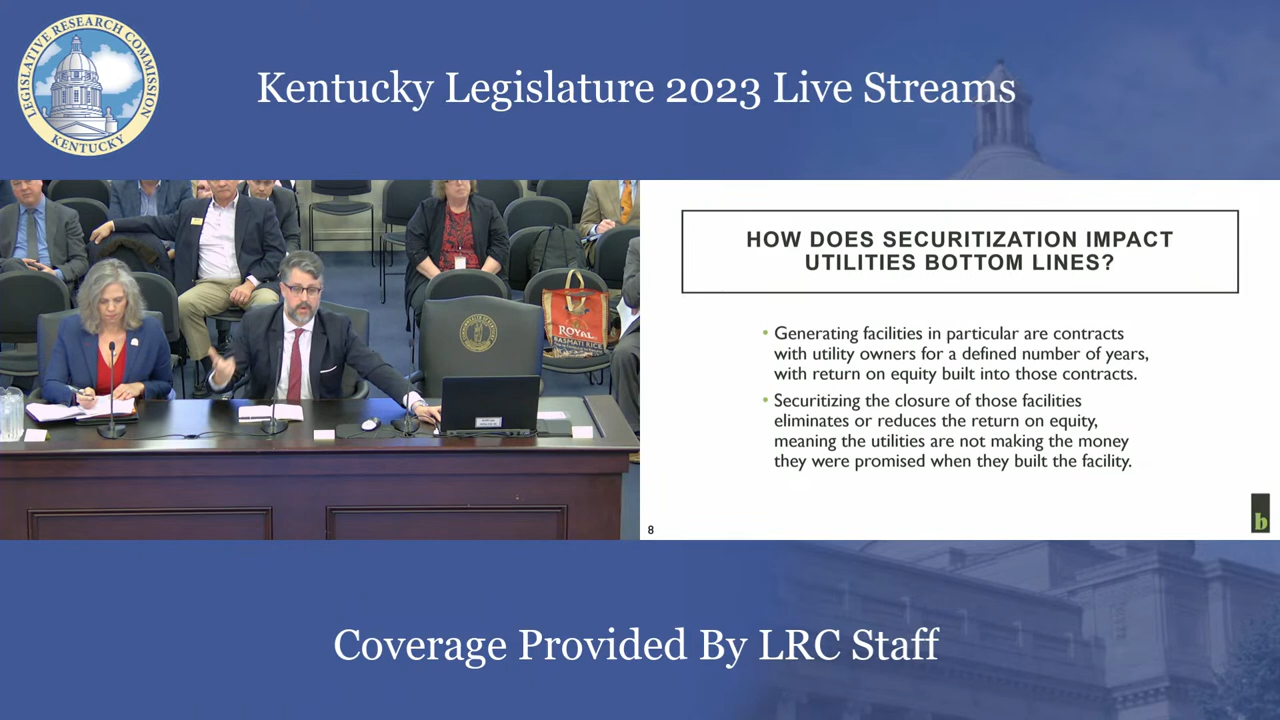 LEGISLATIVE RESEARCH COMMISSION
KENTUCKY
Kentucky Legislature 2023 Live Streams
ROYAL
BASMATI RICE
HOW DOES SECURITIZATION IMPACT
UTILITIES BOTTOM LINES?
• Generating facilities in particular are contracts
with utility owners for a defined number of years,
with return on equity built into those contracts.
• Securitizing the closure of those facilities
eliminates or reduces the return on equity,
meaning the utilities are not making the money
they were promised when they built the facility.
8
b
Coverage Provided By LRC Staff